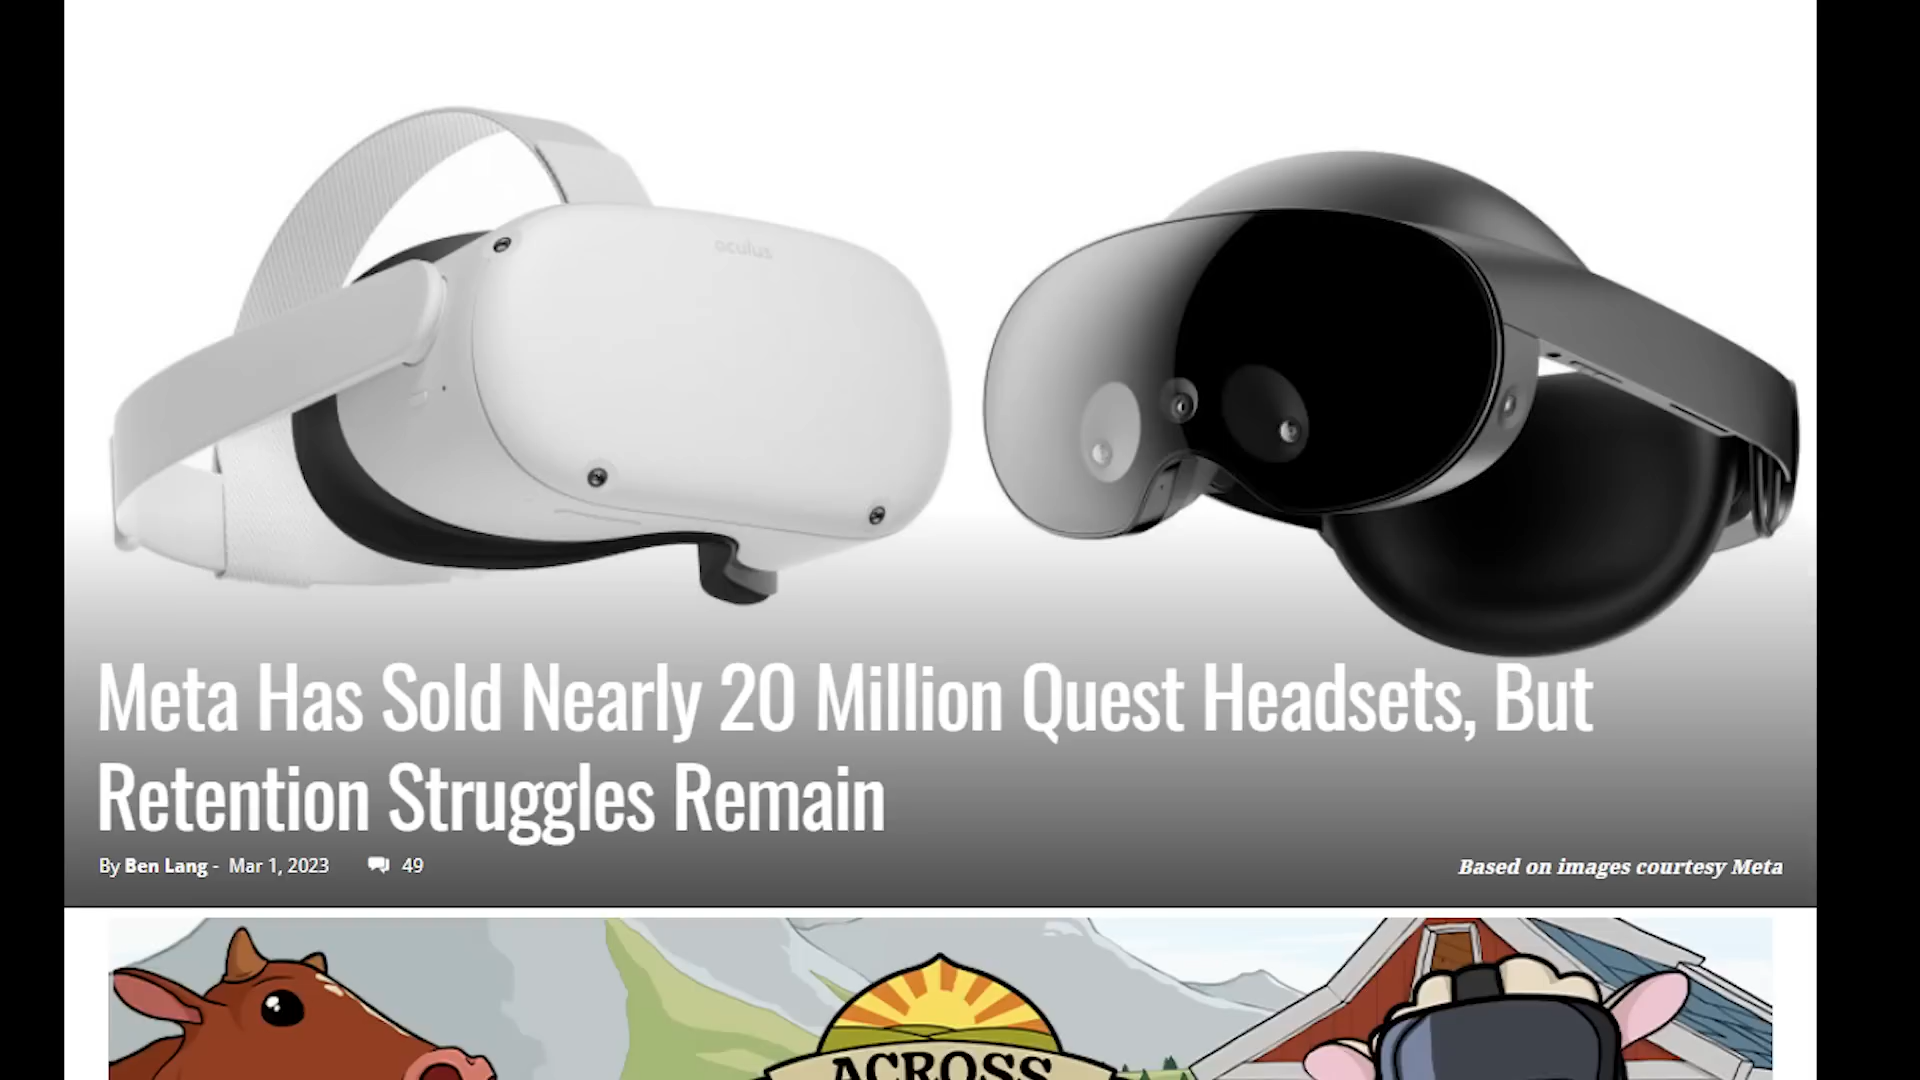 oculus
Meta Has Sold Nearly 20 Million Quest Headsets, But
Retention Struggles Remain
By Ben Lang - Mar 1, 2023 49
Based on images courtesy Meta
ACROSS